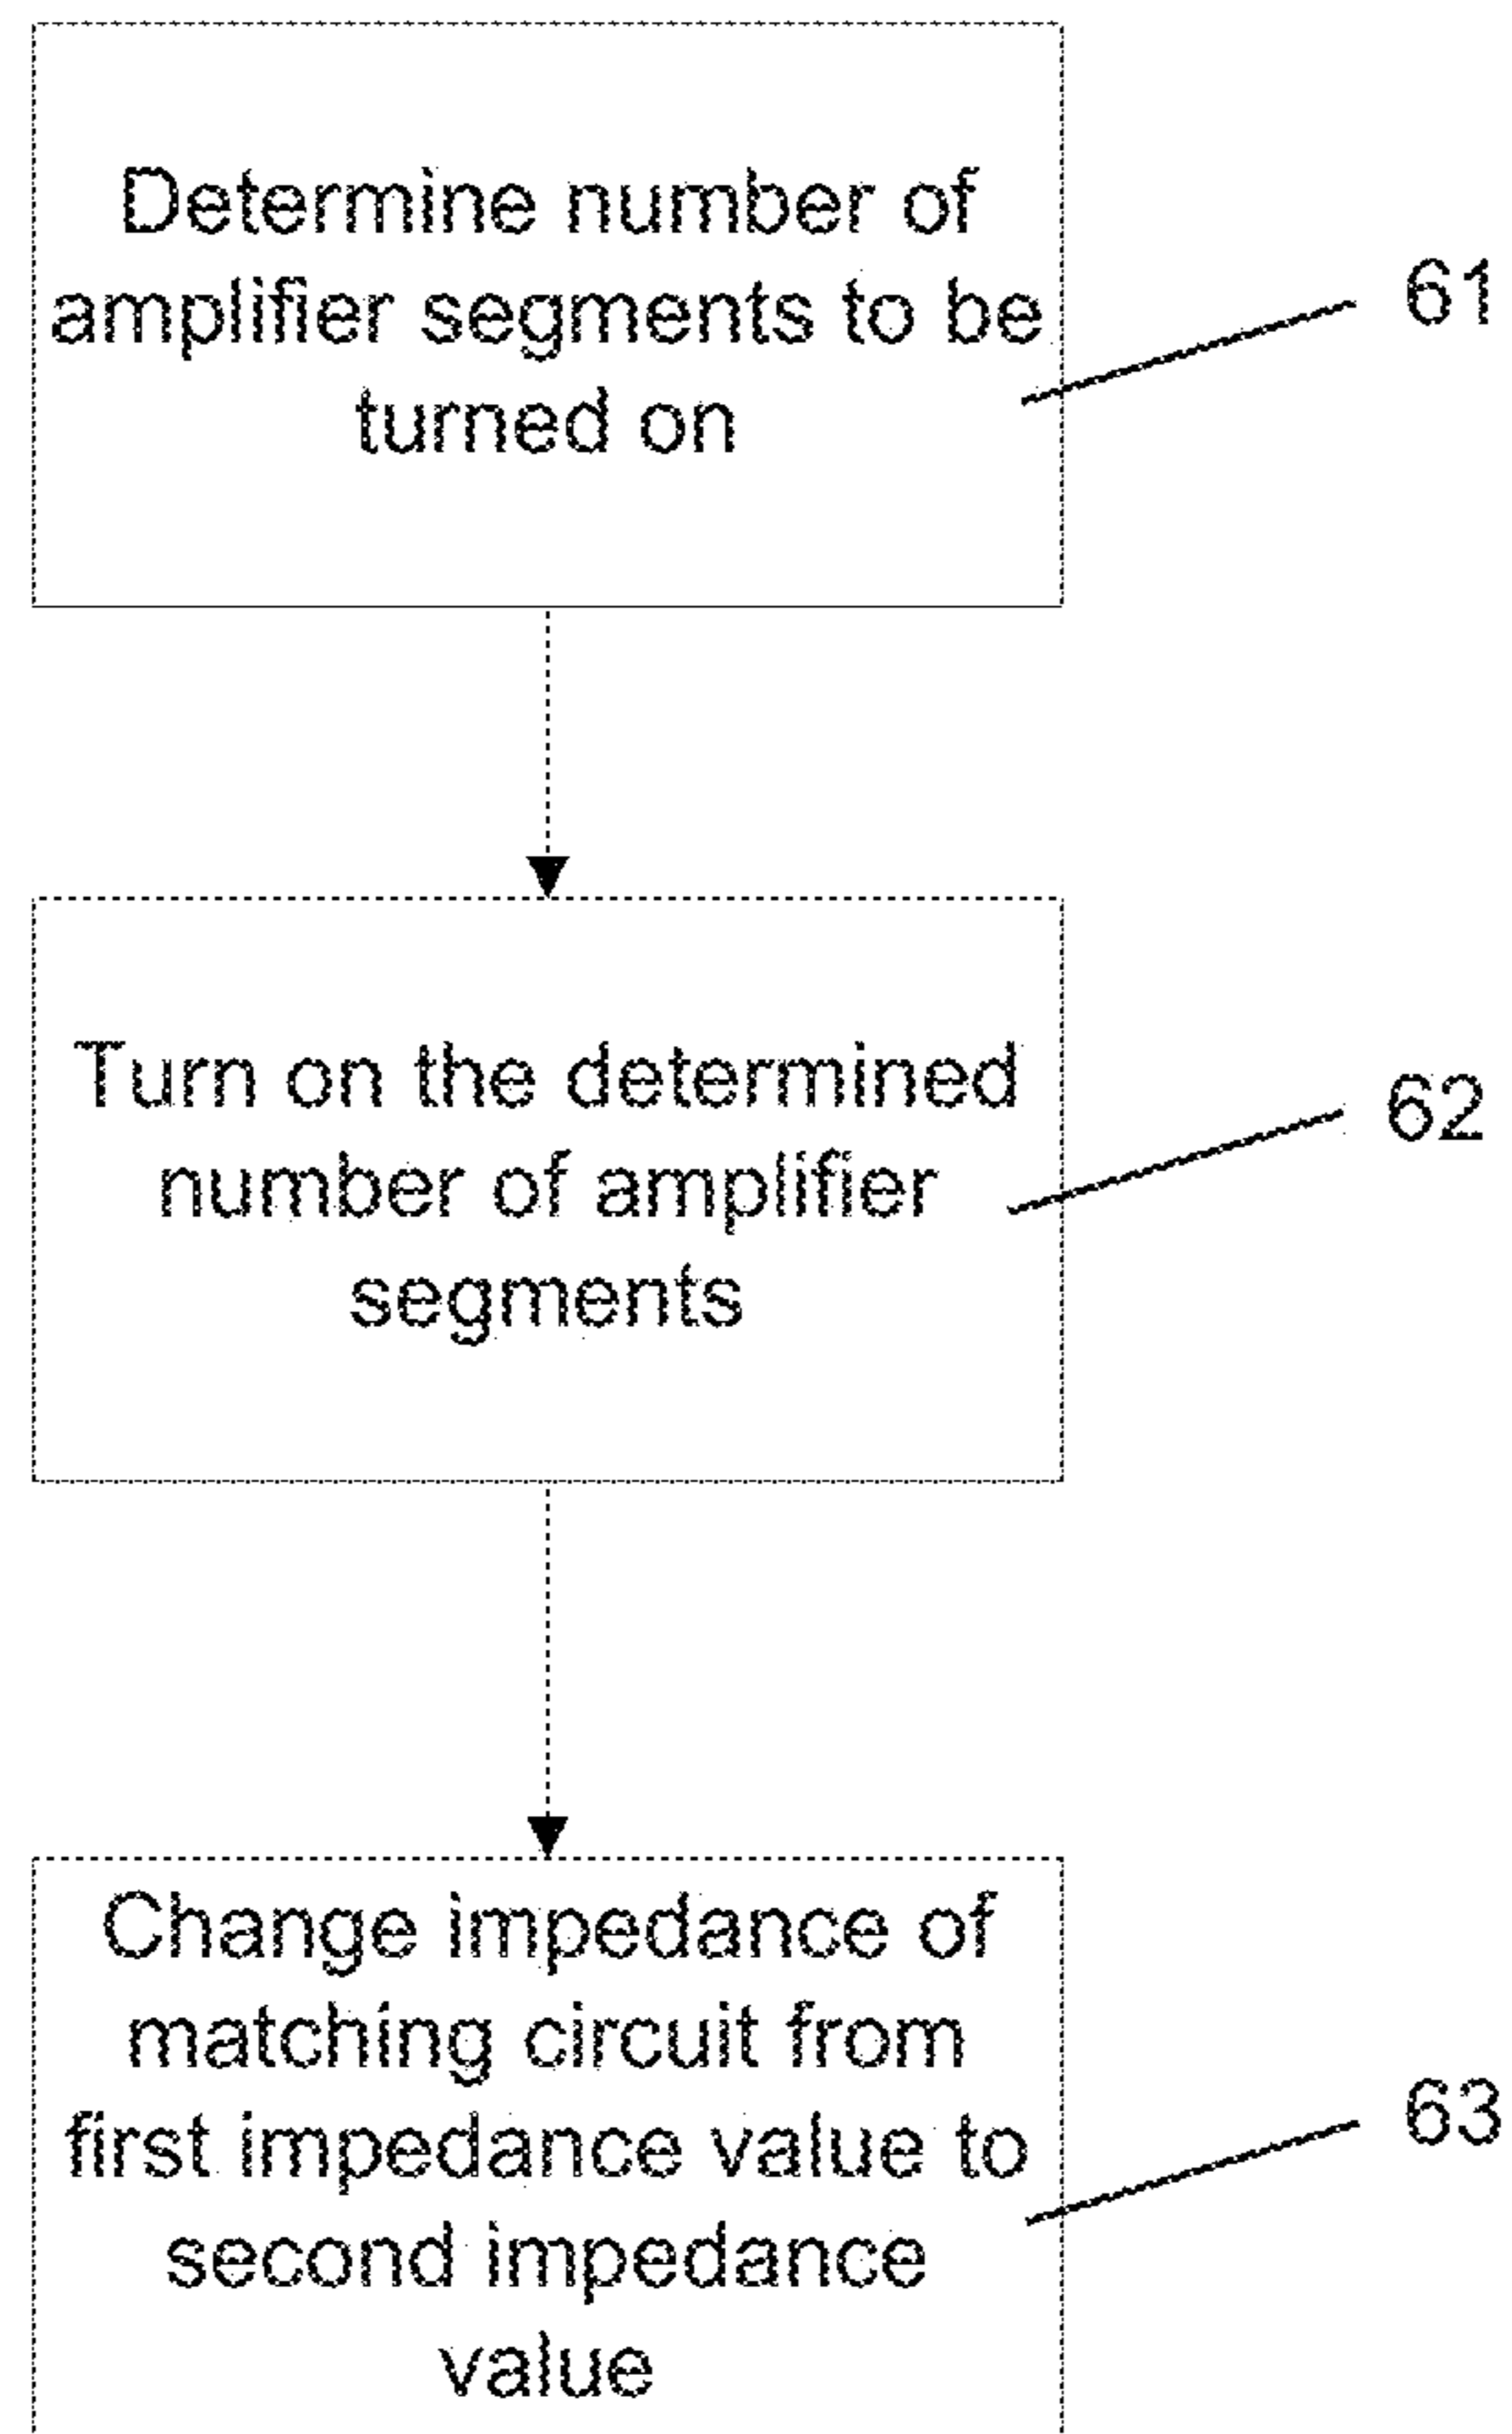 Determine number of
amplifier segments to be
turned on
61
Turn on the determined
number of amplifier
segments
62
Change impedance of
matching circuit from
first impedance value to
second impedance
value
63